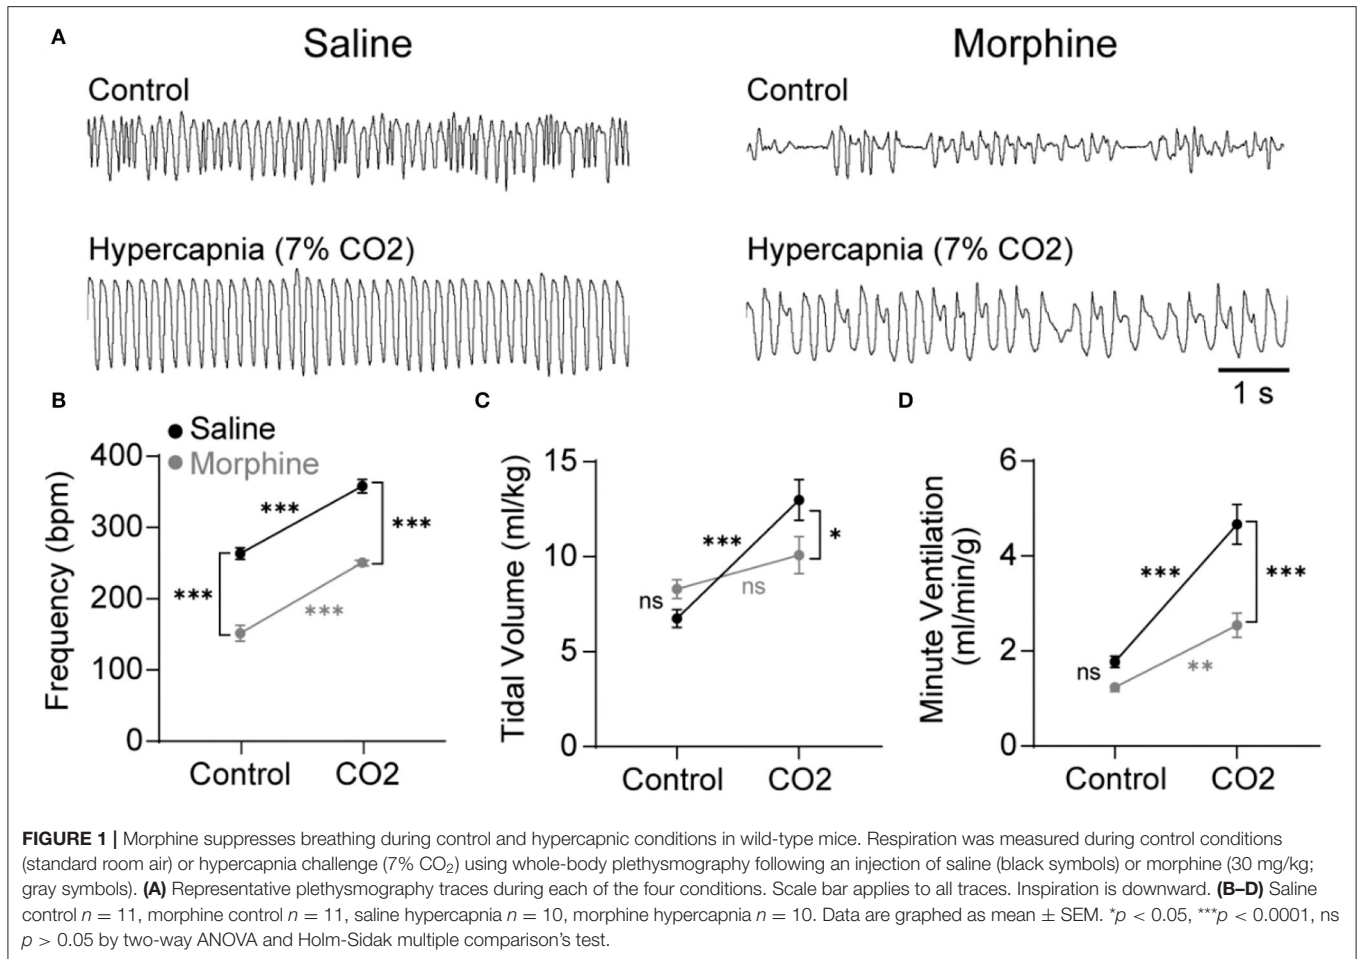 A
Saline
Morphine
Control
Control
Hypercapnia (7% CO2)
Hypercapnia (7% CO2)
1 s
B
Saline
Morphine
Frequency (bpm)
400
300
200
100
0
***
***
***
***
Control
CO2
C
Tidal Volume (ml/kg)
15
10
5
0
***
*
ns
ns
Control
CO2
D
Minute Ventilation
(ml/min/g)
6
4
2
0
***
***
ns
**
Control
CO2
FIGURE 1 | Morphine suppresses breathing during control and hypercapnic conditions in wild-type mice. Respiration was measured during control conditions
(standard room air) or hypercapnia challenge (7% CO₂) using whole-body plethysmography following an injection of saline (black symbols) or morphine (30 mg/kg;
gray symbols). (A) Representative plethysmography traces during each of the four conditions. Scale bar applies to all traces. Inspiration is downward. (B–D) Saline
control n = 11, morphine control n = 11, saline hypercapnia n = 10, morphine hypercapnia n = 10. Data are graphed as mean ± SEM. *p < 0.05, ***p < 0.0001, ns
p > 0.05 by two-way ANOVA and Holm-Sidak multiple comparison's test.